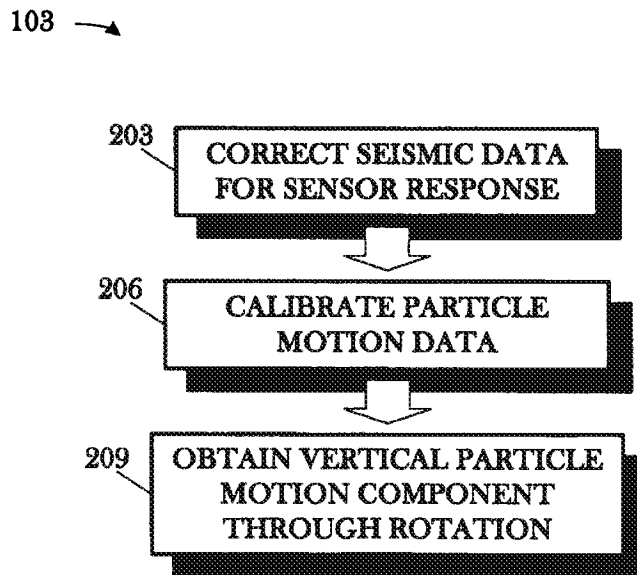 103
203
CORRECT SEISMIC DATA
FOR SENSOR RESPONSE
206
CALIBRATE PARTICLE
MOTION DATA
209
OBTAIN VERTICAL PARTICLE
MOTION COMPONENT
THROUGH ROTATION